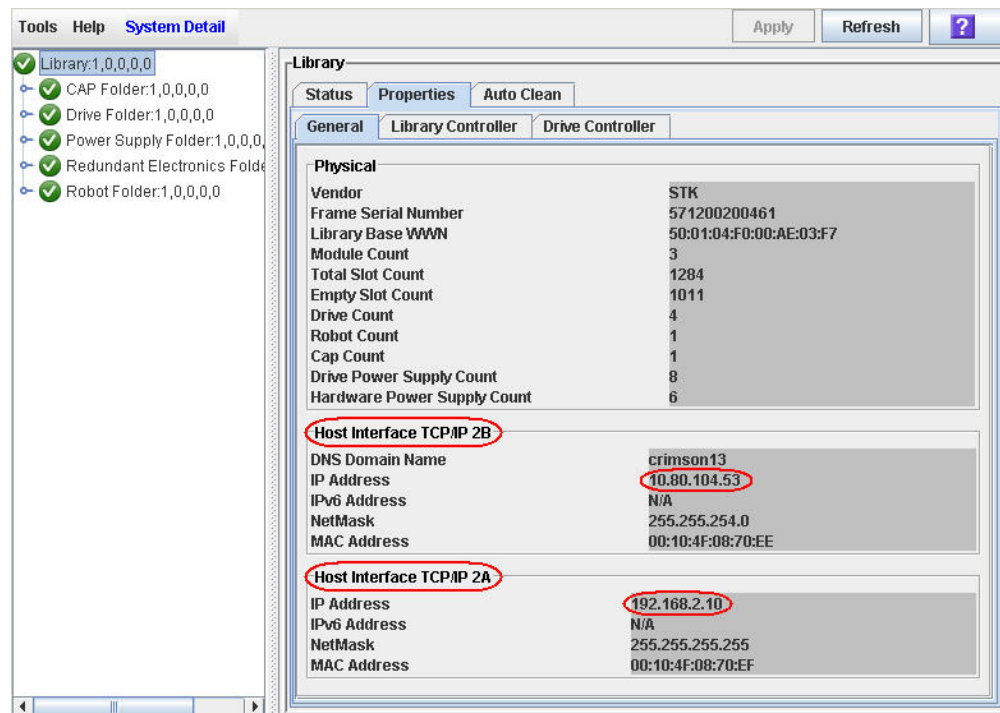 Tools Help System Detail
Apply Refresh ?
Library:1,0,0,0,0
CAP Folder:1,0,0,0,0
Drive Folder:1,0,0,0,0
Power Supply Folder:1,0,0,
Redundant Electronics Folde
Robot Folder:1,0,0,0,0
Library
Status Properties Auto Clean
General Library Controller Drive Controller
Physical
Vendor STK
Frame Serial Number 571200200461
Library Base WWN 50:01:04:F0:00:AE:03:F7
Module Count 3
Total Slot Count 1284
Empty Slot Count 1011
Drive Count 4
Robot Count 1
Cap Count 1
Drive Power Supply Count 8
Hardware Power Supply Count 6
Host Interface TCP/IP 2B
DNS Domain Name crimson13
IP Address 10.80.104.53
IPv6 Address N/A
NetMask 255.255.254.0
MAC Address 00:10:4F:08:70:EE
Host Interface TCP/IP 2A
IP Address 192.168.2.10
IPv6 Address N/A
NetMask 255.255.255.255
MAC Address 00:10:4F:08:70:EF